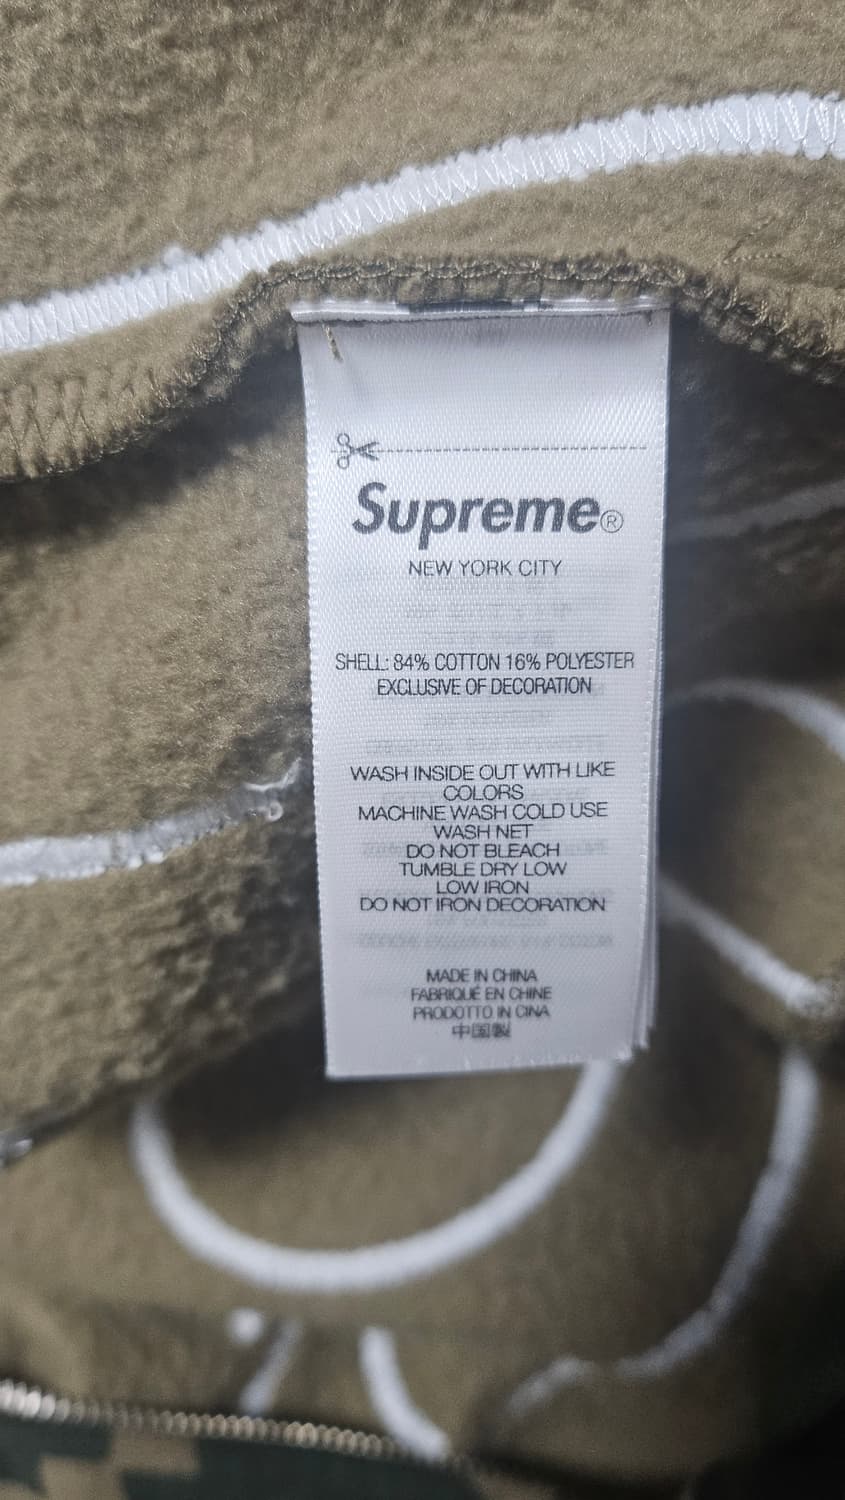 Supreme®
NEW YORK CITY
SHELL: 84% COTTON 16% POLYESTER
EXCLUSIVE OF DECORATION
WASH INSIDE OUT WITH LIKE
COLORS
MACHINE WASH COLD USE
WASH NET
DO NOT BLEACH
TUMBLE DRY LOW
LOW IRON
DO NOT IRON DECORATION
MADE IN CHINA
FABRIQUÉ EN CHINE
PRODOTTO IN CINA
中国製